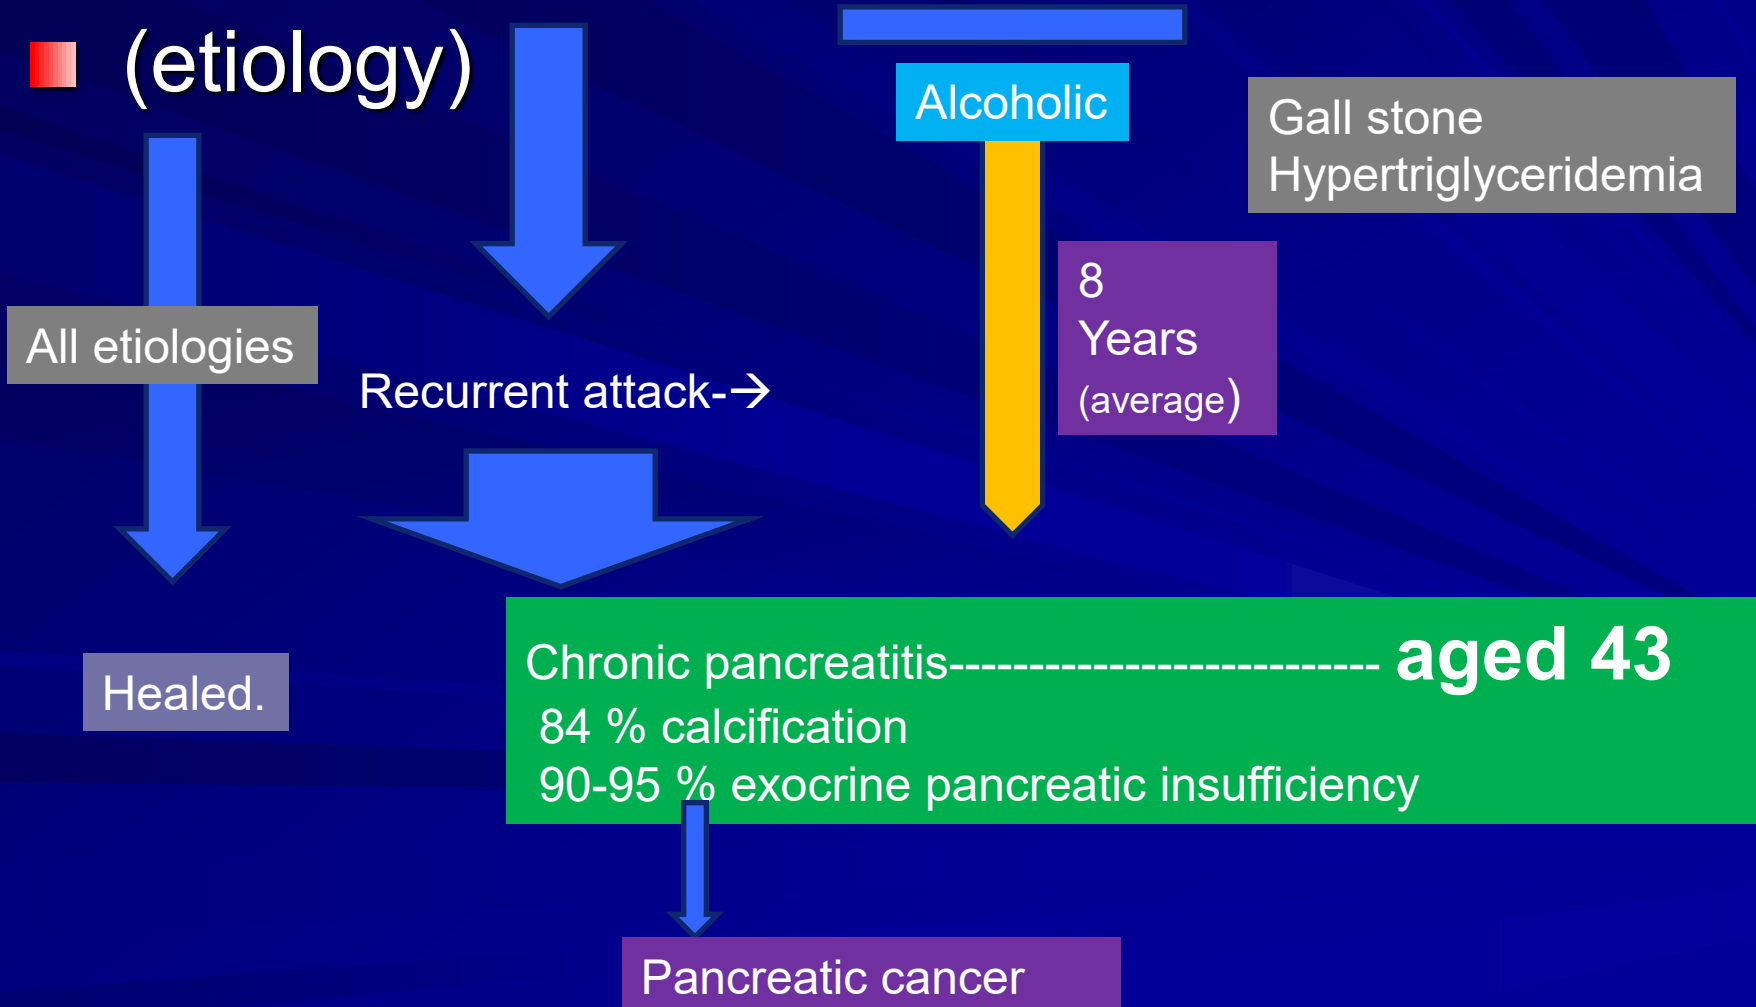 (etiology)
Alcoholic
Gall stone
Hypertriglyceridemia
8
Years
(average)
All etiologies
Recurrent attack-→
Chronic pancreatitis--------------------------- aged 43
84 % calcification
90-95 % exocrine pancreatic insufficiency
Healed.
Pancreatic cancer